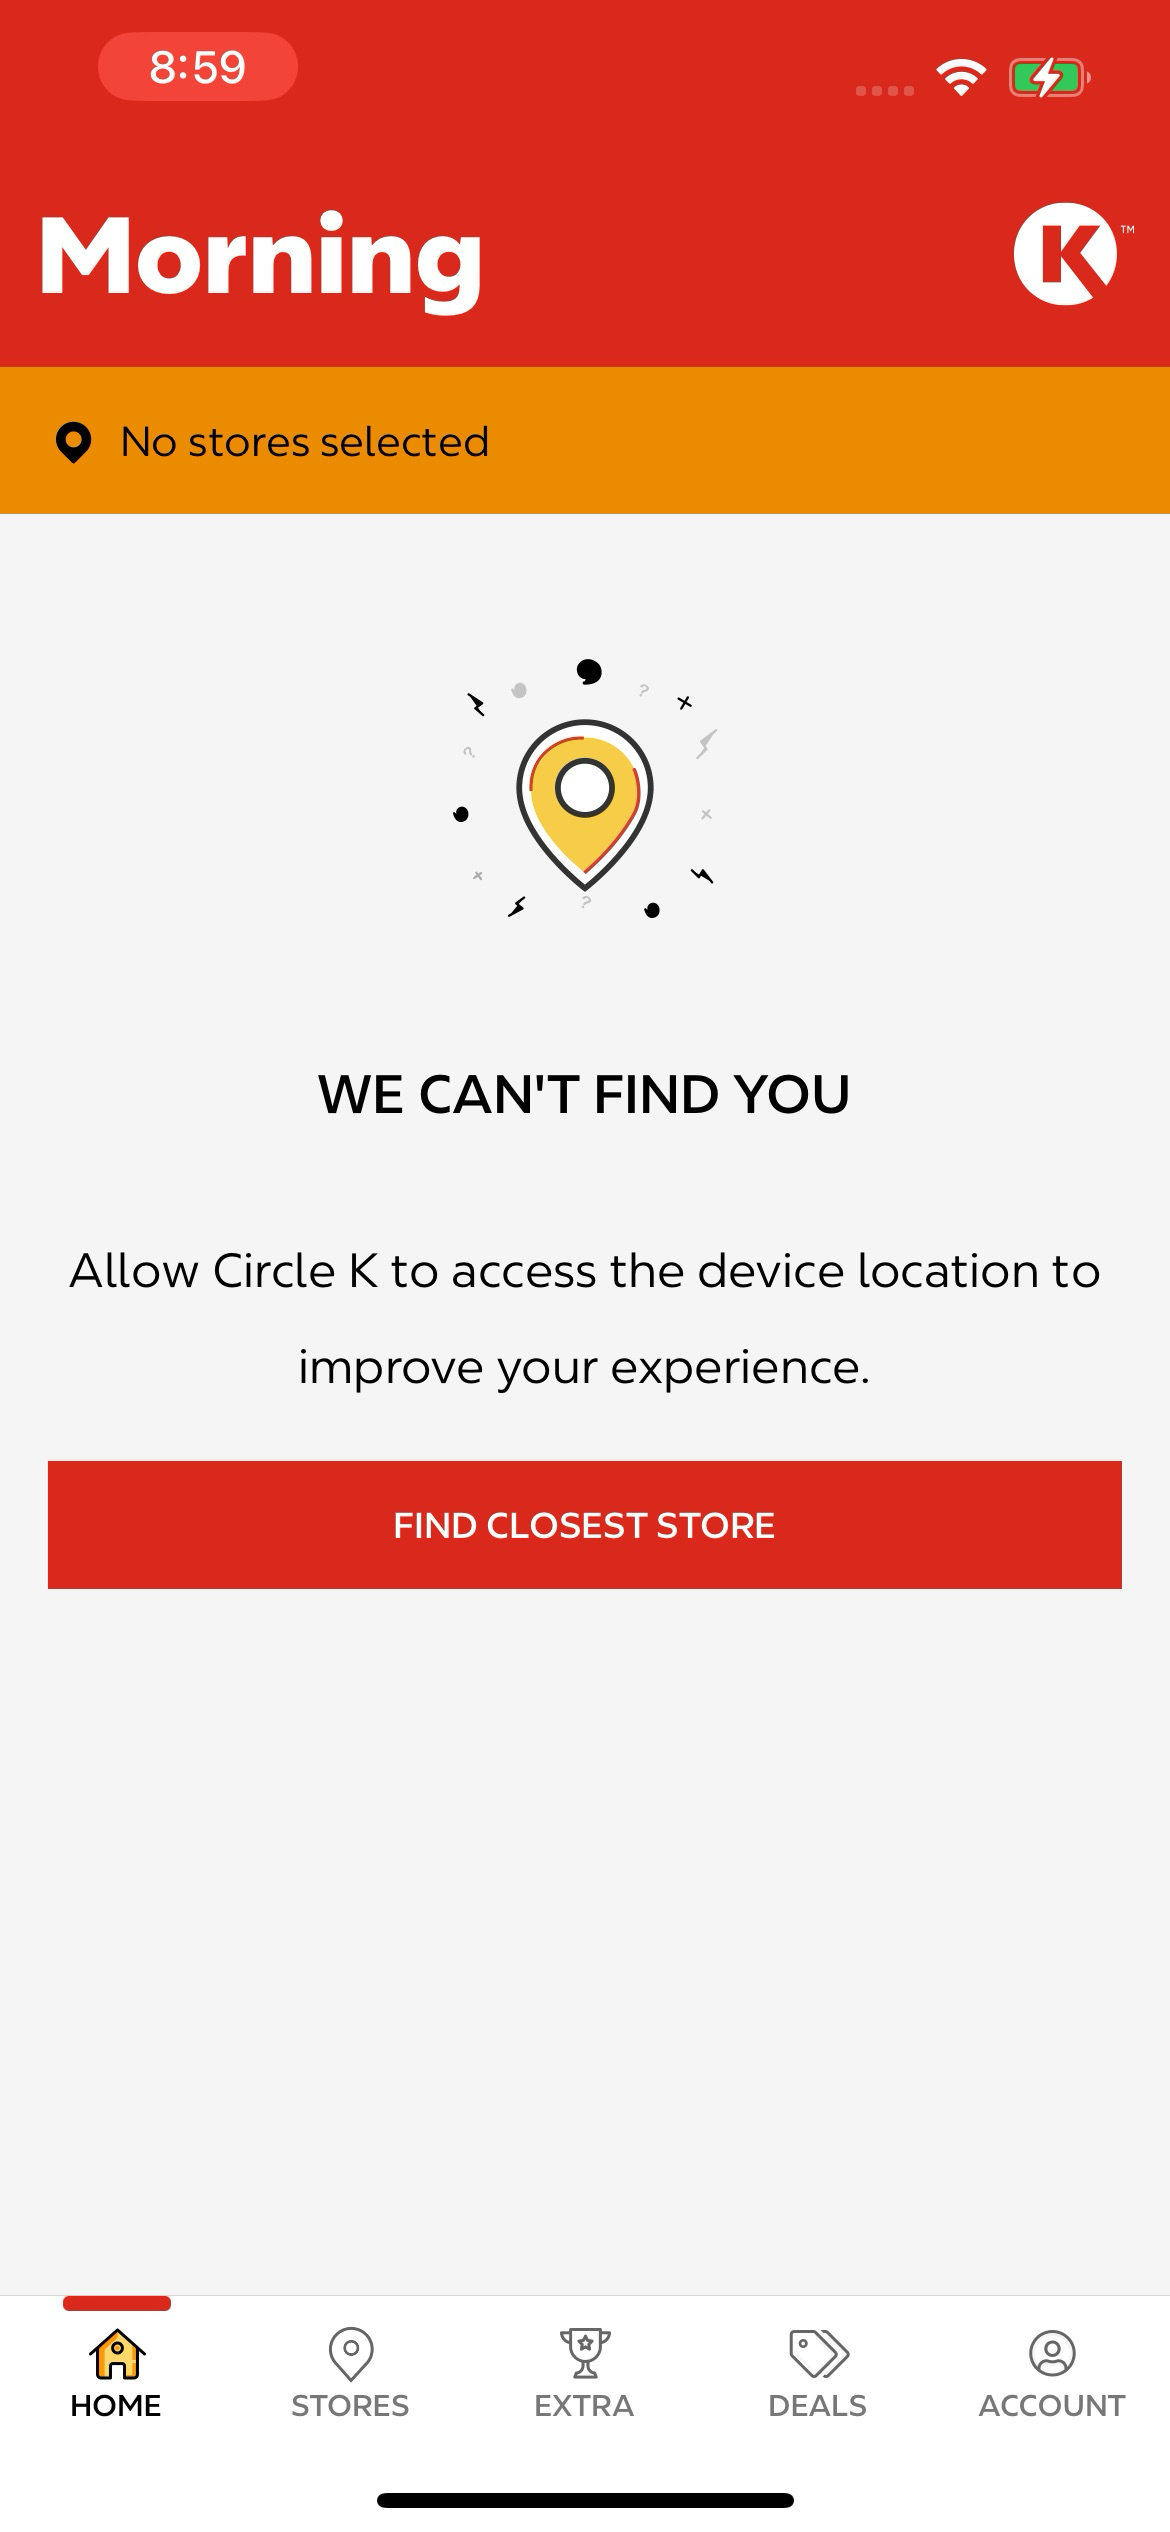 8:59
Morning
K™
No stores selected
WE CAN'T FIND YOU
Allow Circle K to access the device location to
improve your experience.
FIND CLOSEST STORE
HOME STORES EXTRA DEALS ACCOUNT